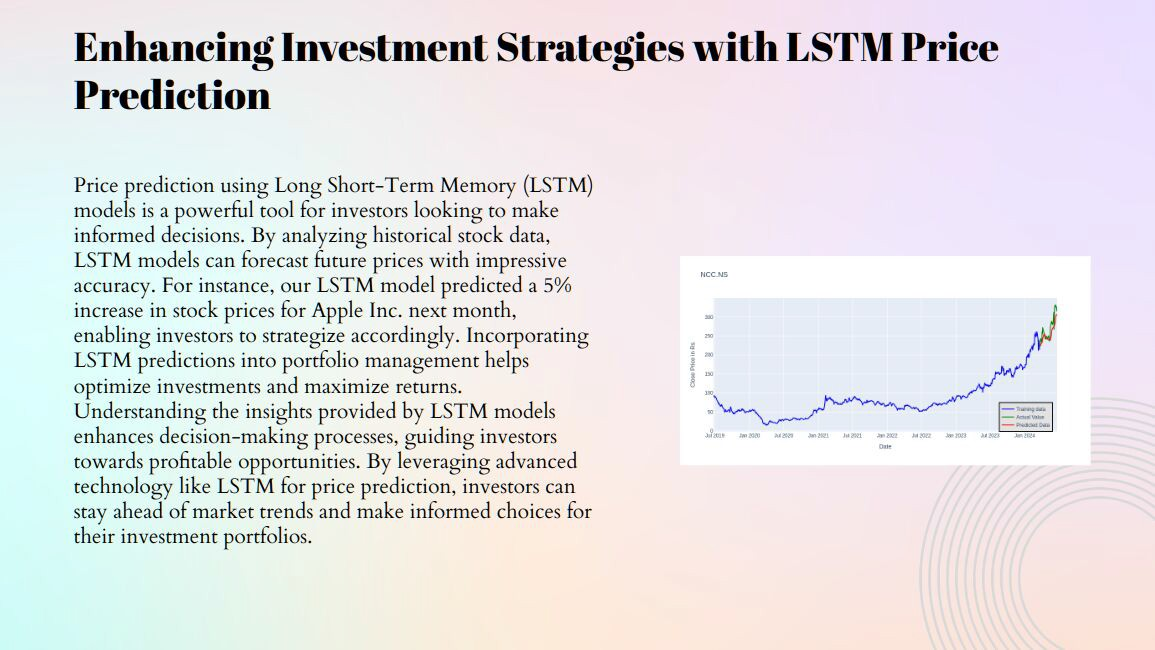 Enhancing Investment Strategies with LSTM Price
Prediction
Price prediction using Long Short-Term Memory (LSTM)
models is a powerful tool for investors looking to make
informed decisions. By analyzing historical stock data,
LSTM models can forecast future prices with impressive
accuracy. For instance, our LSTM model predicted a 5%
increase in stock prices for Apple Inc. next month,
enabling investors to strategize accordingly. Incorporating
LSTM predictions into portfolio management helps
optimize investments and maximize returns.
Understanding the insights provided by LSTM models
enhances decision-making processes, guiding investors
towards profitable opportunities. By leveraging advanced
technology like LSTM for price prediction, investors can
stay ahead of market trends and make informed choices for
their investment portfolios.
NCC.NS
Close Price in Rs
300
250
200
150
100
50
0
Jul 2019 Jan 2020 Jul 2020 Jan 2021 Jul 2021 Jan 2022 Jul 2022 Jan 2023 Jul 2023 Jan 2024
Date
Training data
Actual Value
Predicted Data